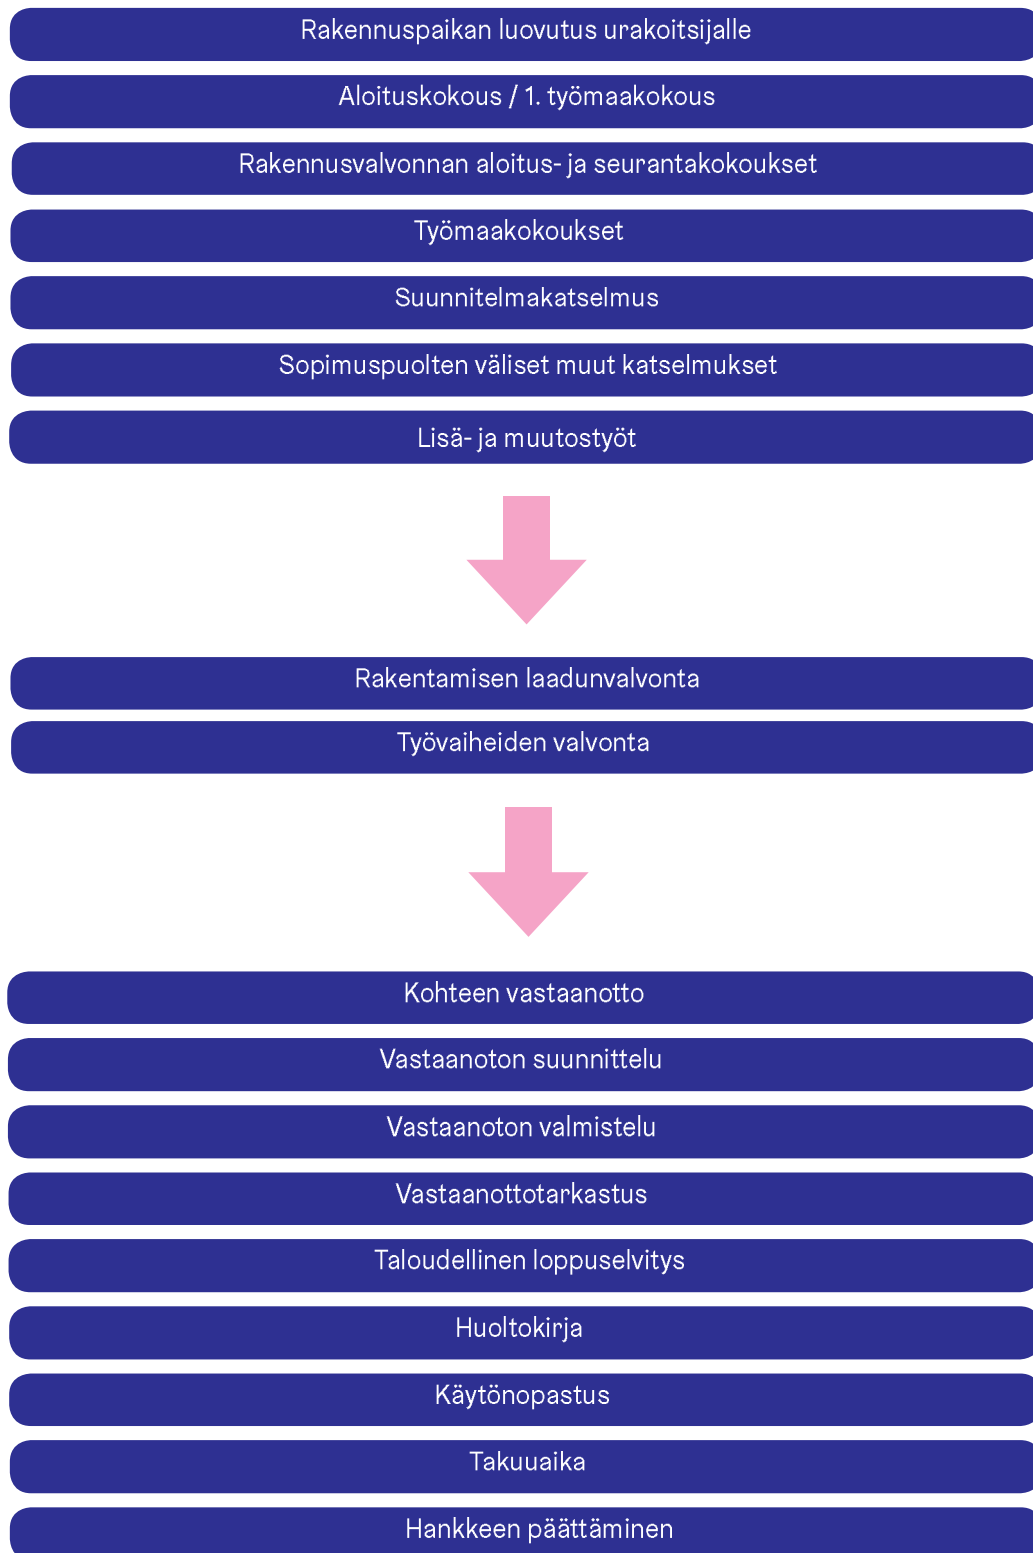 Rakennuspaikan luovutus urakoitsijalle
Aloituskokous / 1. työmaakokous
Rakennusvalvonnan aloitus- ja seurantakokoukset
Työmaakokoukset
Suunnitelmakatselmus
Sopimuspuolten väliset muut katselmukset
Lisä- ja muutostyöt
Rakentamisen laadunvalvonta
Työvaiheiden valvonta
Kohteen vastaanotto
Vastaanoton suunnittelu
Vastaanoton valmistelu
Vastaanottotarkastus
Taloudellinen loppuselvitys
Huoltokirja
Käytönopastus
Takuuaika
Hankkeen päättäminen